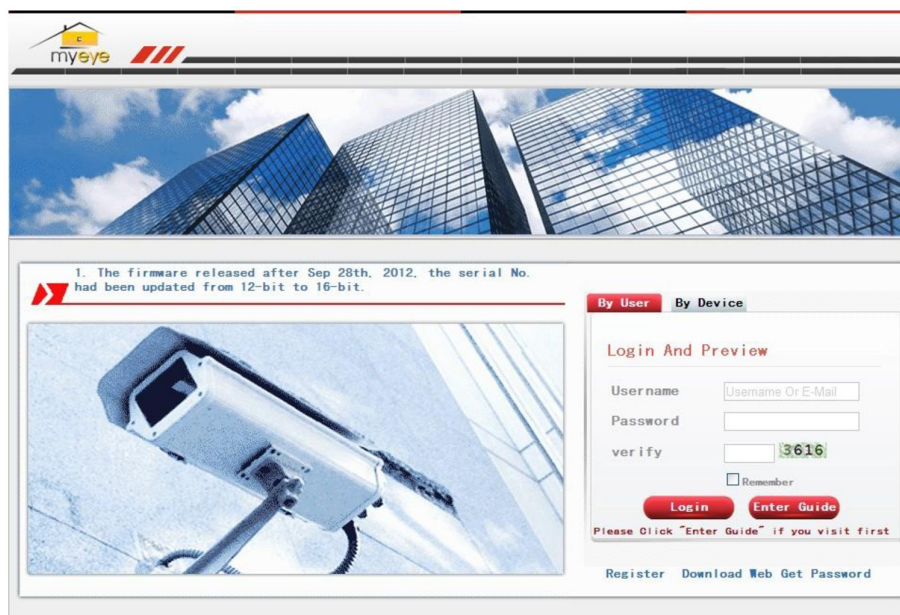 myeye
1. The firmware released after Sep 28th, 2012, the serial No.
had been updated from 12-bit to 16-bit.
By User By Device
Login And Preview
Username Username Or E-Mail
Password
verify 3616
Remember
Login Enter Guide
Please Click "Enter Guide" if you visit first
Register Download Web Get Password